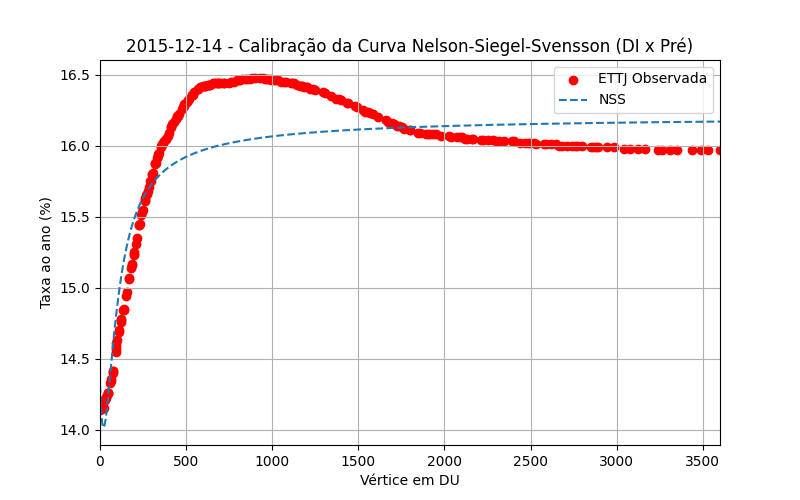 2015-12-14 - Calibração da Curva Nelson-Siegel-Svensson (DI x Pré)
ETTJ Observada
NSS
Taxa ao ano (%)
16.5
16.0
15.5
15.0
14.5
14.0
0 500 1000 1500 2000 2500 3000 3500
Vértice em DU